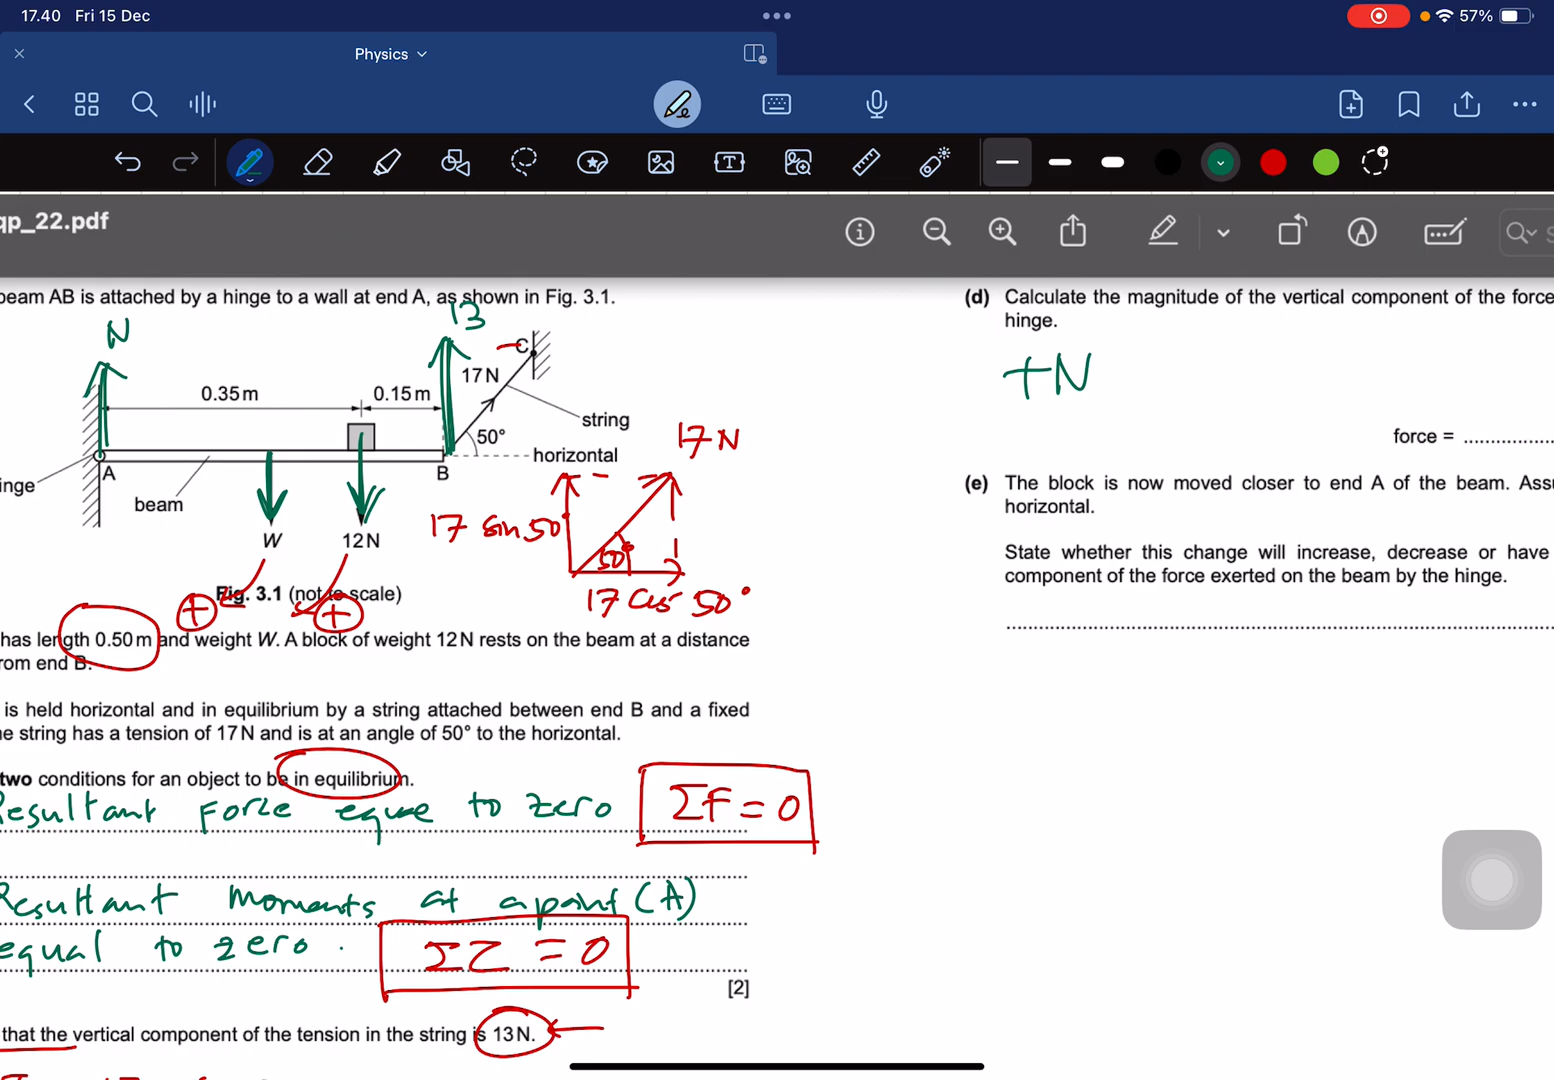 17.40 Fri 15 Dec
57%
Physics
T
qp_22.pdf
beam AB is attached by a hinge to a wall at end A, as shown in Fig. 3.1.
N
13
C
17 N
0.35 m
0.15 m
string
50°
horizontal
A
B
inge
beam
W
12 N
17 N
17 sin 50
50
17 cos 50°
Fig. 3.1 (not to scale)
+
+
has length 0.50 m and weight W. A block of weight 12 N rests on the beam at a distance
rom end B.
is held horizontal and in equilibrium by a string attached between end B and a fixed
e string has a tension of 17 N and is at an angle of 50° to the horizontal.
two conditions for an object to be in equilibrium.
Resultant Force eque to zero
ΣF = 0
Resultant moments at a point (A)
equal to zero.
Στ = 0
[2]
that the vertical component of the tension in the string is 13 N.
(d) Calculate the magnitude of the vertical component of the force
hinge.
+N
force =
(e) The block is now moved closer to end A of the beam. Ass
horizontal.
State whether this change will increase, decrease or have
component of the force exerted on the beam by the hinge.